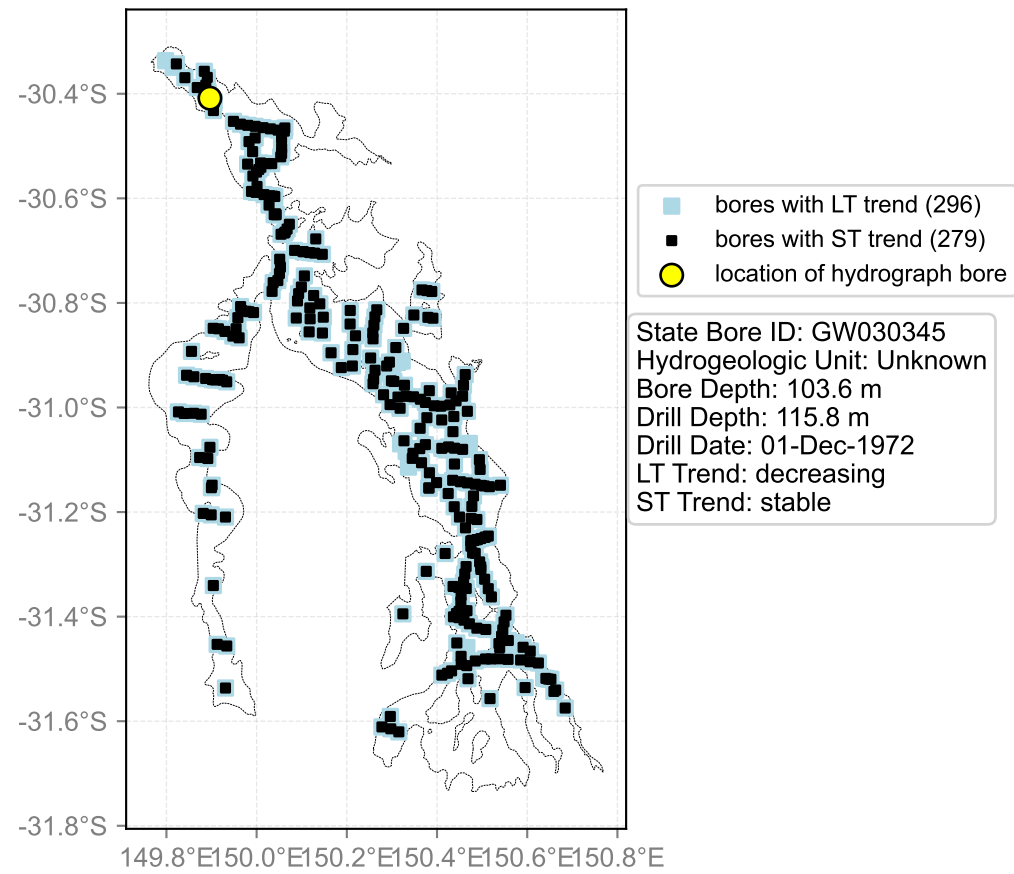 -30.4°S
-30.6°S
-30.8°S
-31.0°S
-31.2°S
-31.4°S
-31.6°S
-31.8°S
149.8°E150.0°E150.2°E150.4°E150.6°E150.8°E
bores with LT trend (296)
bores with ST trend (279)
location of hydrograph bore
State Bore ID: GW030345
Hydrogeologic Unit: Unknown
Bore Depth: 103.6 m
Drill Depth: 115.8 m
Drill Date: 01-Dec-1972
LT Trend: decreasing
ST Trend: stable